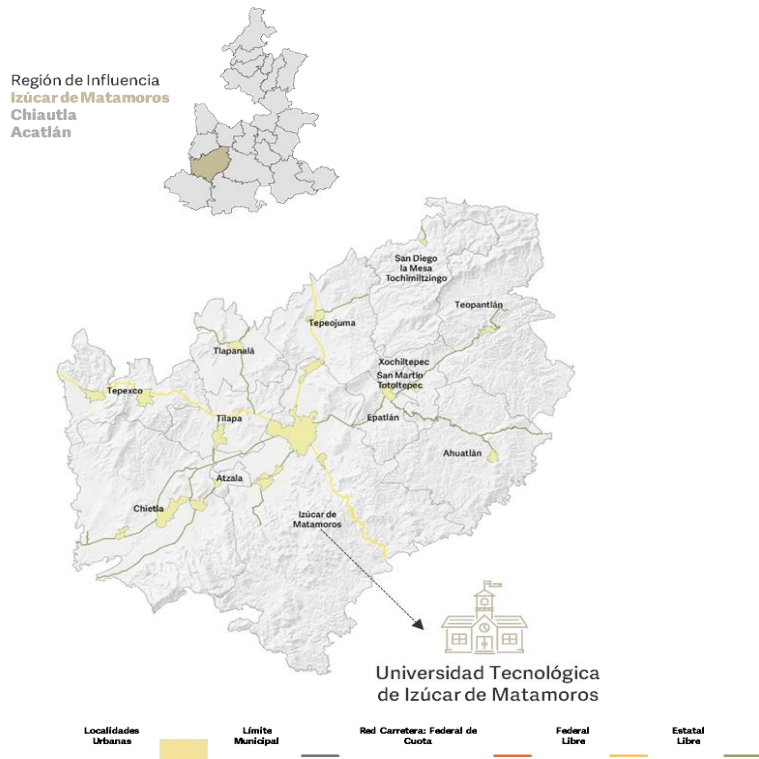 Región de Influencia
Izúcar de Matamoros
Chiautla
Acatlán
San Diego
la Mesa
Tochimiltzingo
Teopantlán
Tepeojuma
Tlapanalá
Xochiltepec
San Martín
Totoltepec
Tepexco
Tilapa
Epatlán
Ahuatlán
Atzala
Chietla
Izúcar de
Matamoros
Universidad Tecnológica
de Izúcar de Matamoros
Localidades
Urbanas
Límite
Municipal
Red Carretera: Federal de
Cuota
Federal
Libre
Estatal
Libre